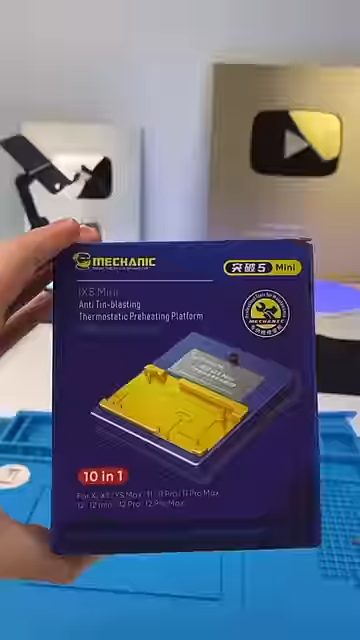 MECHANIC
突破5 Mini
iX5 Mini
Anti Tin-blasting
Thermostatic Preheating Platform
MECHANIC
10 in 1
For X, XS / XS Max · 11 · 11 Pro / 11 Pro Max
12 · 12 mini · 12 Pro · 12 Pro Max